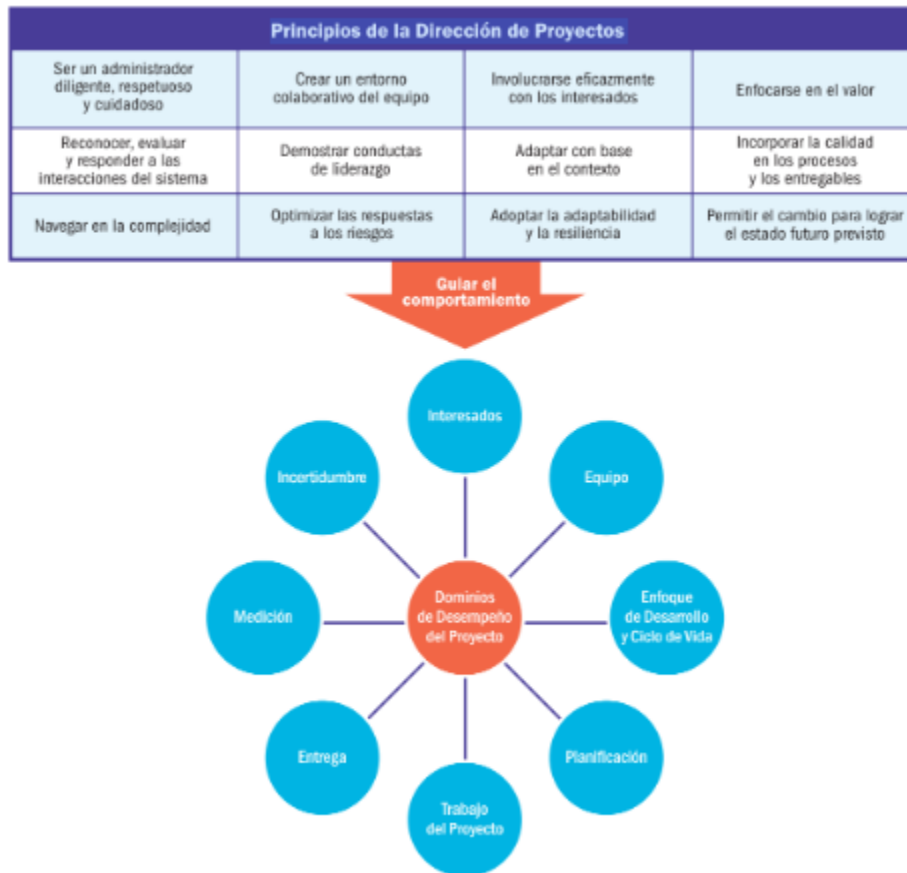 Principios de la Dirección de Proyectos
Ser un administrador
diligente, respetuoso
y cuidadoso
Crear un entorno
colaborativo del equipo
Involucrarse eficazmente
con los interesados
Enfocarse en el valor
Reconocer, evaluar
y responder a las
interacciones del sistema
Demostrar conductas
de liderazgo
Adaptar con base
en el contexto
Incorporar la calidad
en los procesos
y los entregables
Navegar en la complejidad
Optimizar las respuestas
a los riesgos
Adoptar la adaptabilidad
y la resiliencia
Permitir el cambio para lograr
el estado futuro previsto
Guiar el
comportamiento
Interesados
Incertidumbre
Equipo
Medición
Dominios
de Desempeño
del Proyecto
Enfoque
de Desarrollo
y Ciclo de Vida
Entrega
Planificación
Trabajo
del Proyecto